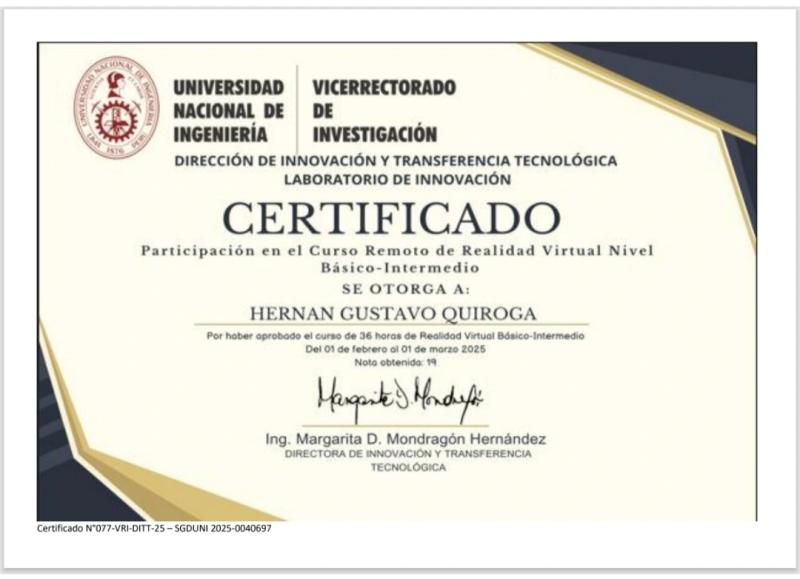 UNIVERSIDAD NACIONAL DE INGENIERÍA
1876 PERU
UNIVERSIDAD
NACIONAL DE
INGENIERÍA
VICERRECTORADO
DE
INVESTIGACIÓN
DIRECCIÓN DE INNOVACIÓN Y TRANSFERENCIA TECNOLÓGICA
LABORATORIO DE INNOVACIÓN
CERTIFICADO
Participación en el Curso Remoto de Realidad Virtual Nivel
Básico-Intermedio
SE OTORGA A:
HERNAN GUSTAVO QUIROGA
Por haber aprobado el curso de 36 horas de Realidad Virtual Básico-Intermedio
Del 01 de febrero al 01 de marzo 2025
Nota obtenida: 19
Margarita D. Mondragón
Ing. Margarita D. Mondragón Hernández
DIRECTORA DE INNOVACIÓN Y TRANSFERENCIA
TECNOLÓGICA
Certificado N°077-VRI-DITT-25 – SGDUNI 2025-0040697